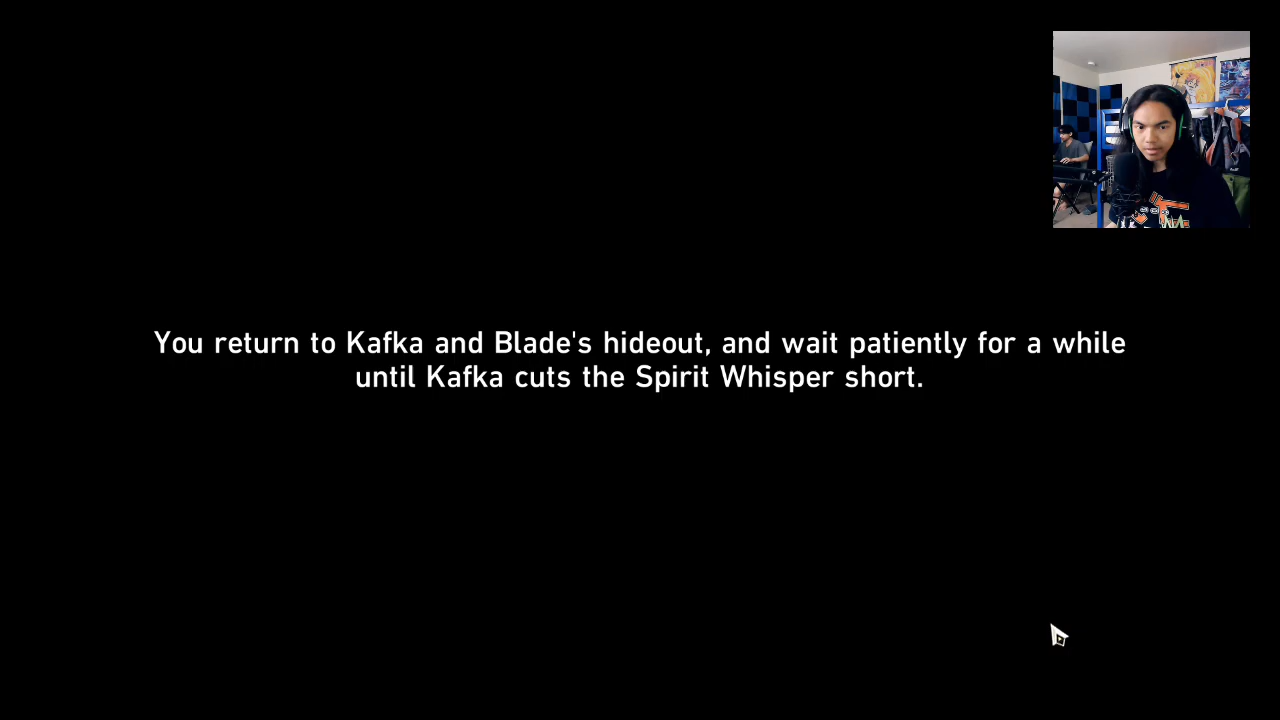 You return to Kafka and Blade's hideout, and wait patiently for a while
until Kafka cuts the Spirit Whisper short.